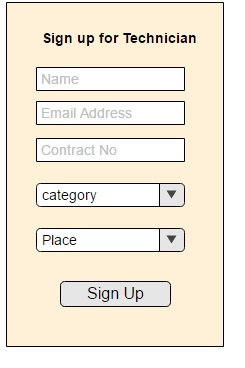 Sign up for Technician
Name
Email Address
Contract No
category
Place
Sign Up